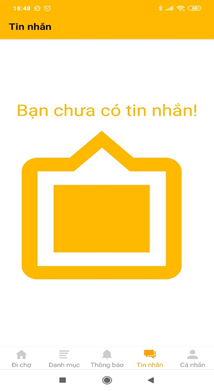 18:48
Tin nhắn
Bạn chưa có tin nhắn!
Đi chợ Danh mục Thông báo Tin nhắn Cá nhân